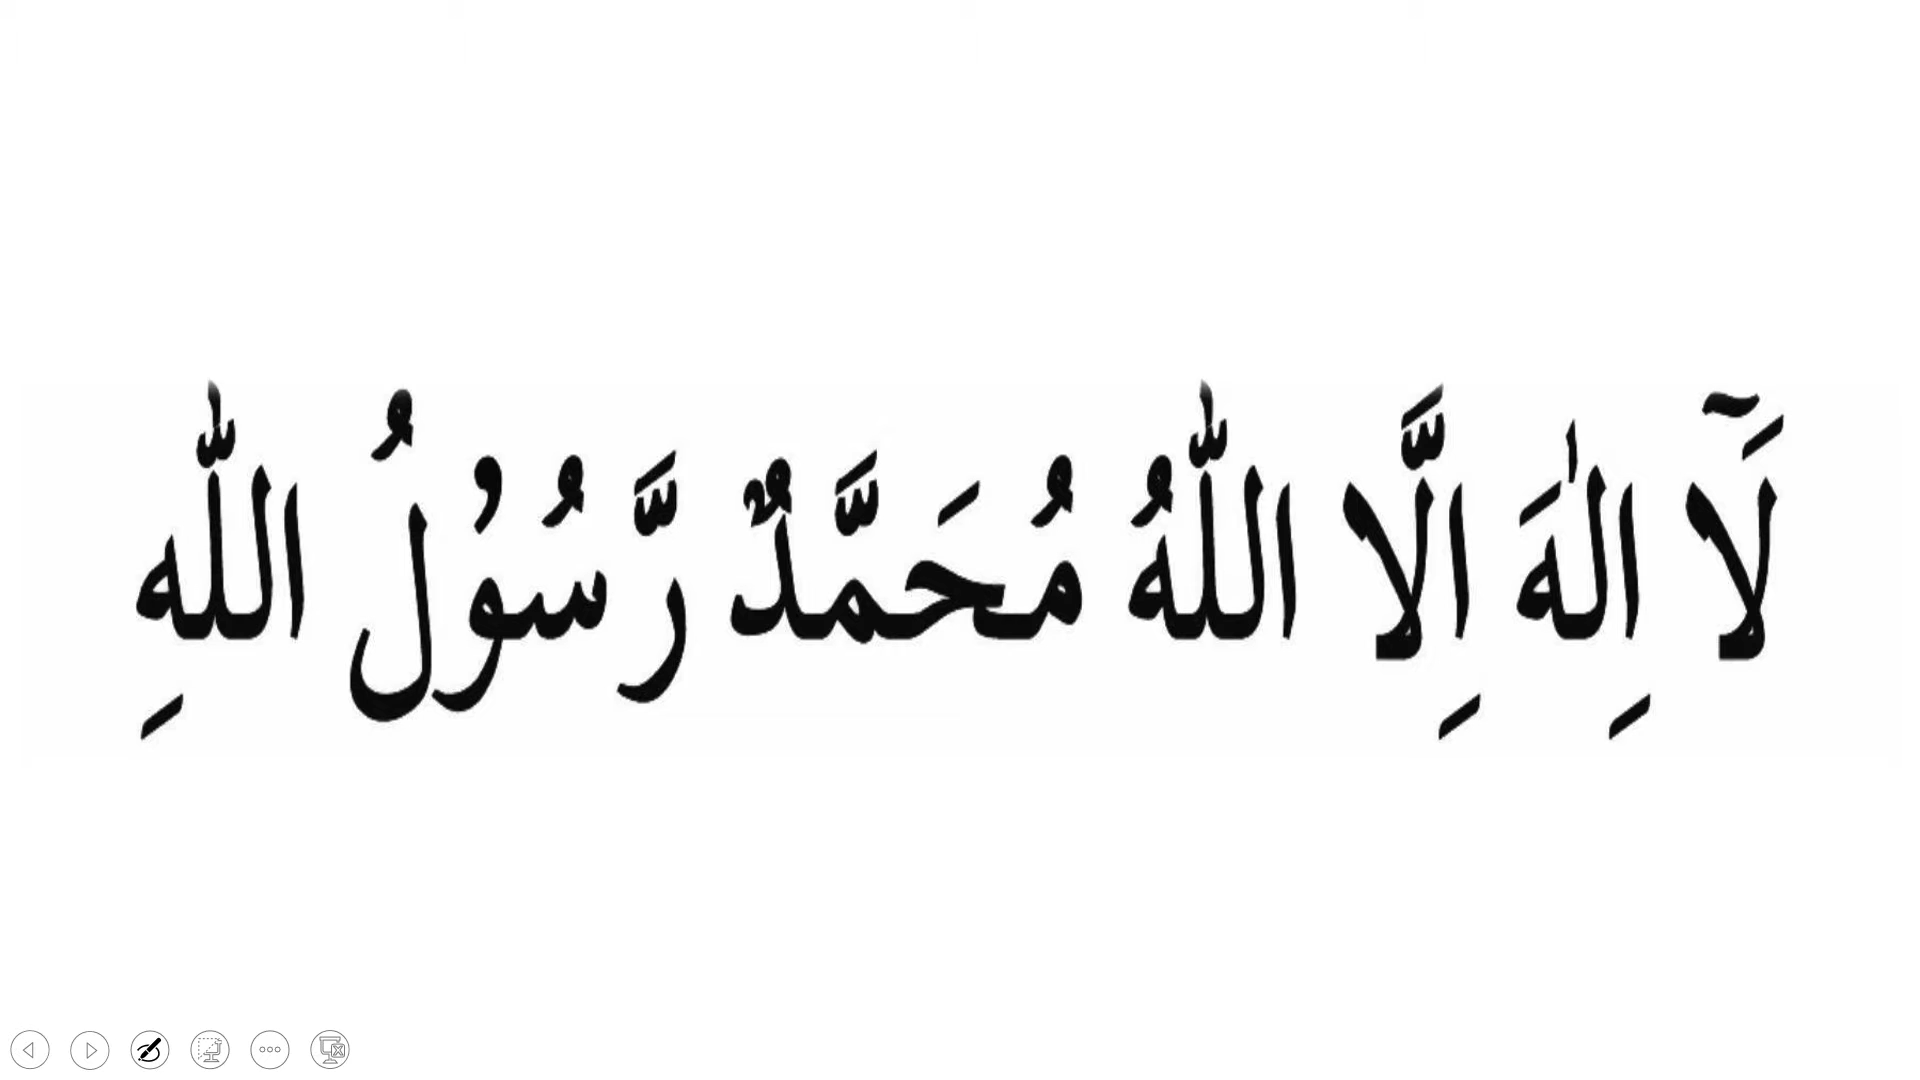 لَآ اِلٰهَ اِلَّا اللّٰهُ مُحَمَّدٌ رَّسُوْلُ اللّٰهِ